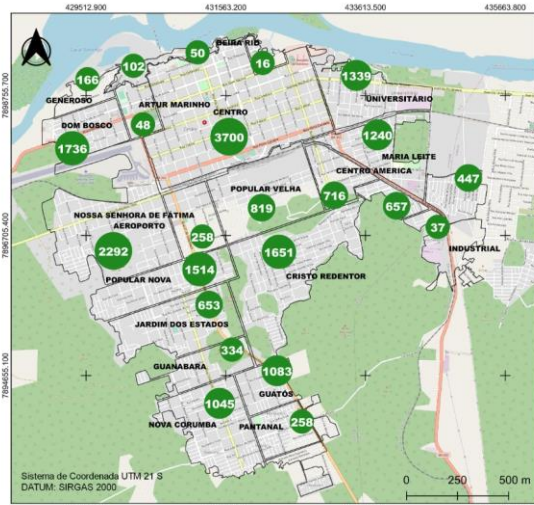 429512.900 431563.200 433613.500 435663.800
BEIRA RIO
50
16
102
166
1339
7898755.700
GENEROSO
ARTUR MARINHO
UNIVERSITÁRIO
CENTRO
DOM BOSCO
48
3700
1240
1736
MARIA LEITE
CENTRO AMERICA
447
POPULAR VELHA
716
657
819
NOSSA SENHORA DE FÁTIMA
AEROPORTO
37
7896705.400
258
2292
1651
INDUSTRIAL
1514
CRISTO REDENTOR
POPULAR NOVA
653
JARDIM DOS ESTADOS
334
GUANABARA
1083
7894655.100
GUATÓS
1045
NOVA CORUMBA
PANTANAL
258
Sistema de Coordenada UTM 21 S
DATUM: SIRGAS 2000
0 250 500 m